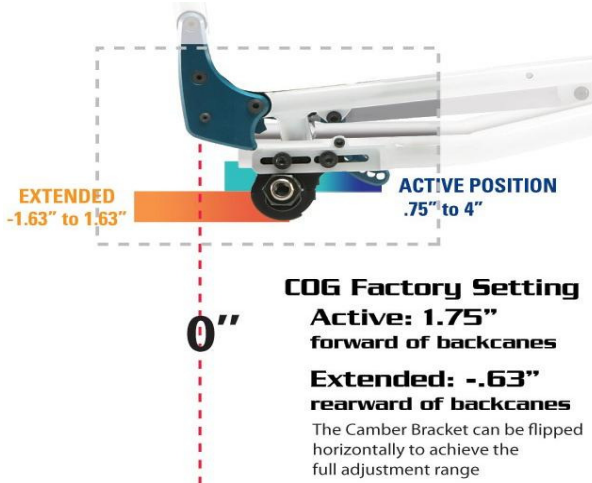 EXTENDED
-1.63” to 1.63”
ACTIVE POSITION
.75” to 4”
0”
COG Factory Setting
Active: 1.75”
forward of backcanes
Extended: -.63”
rearward of backcanes
The Camber Bracket can be flipped
horizontally to achieve the
full adjustment range